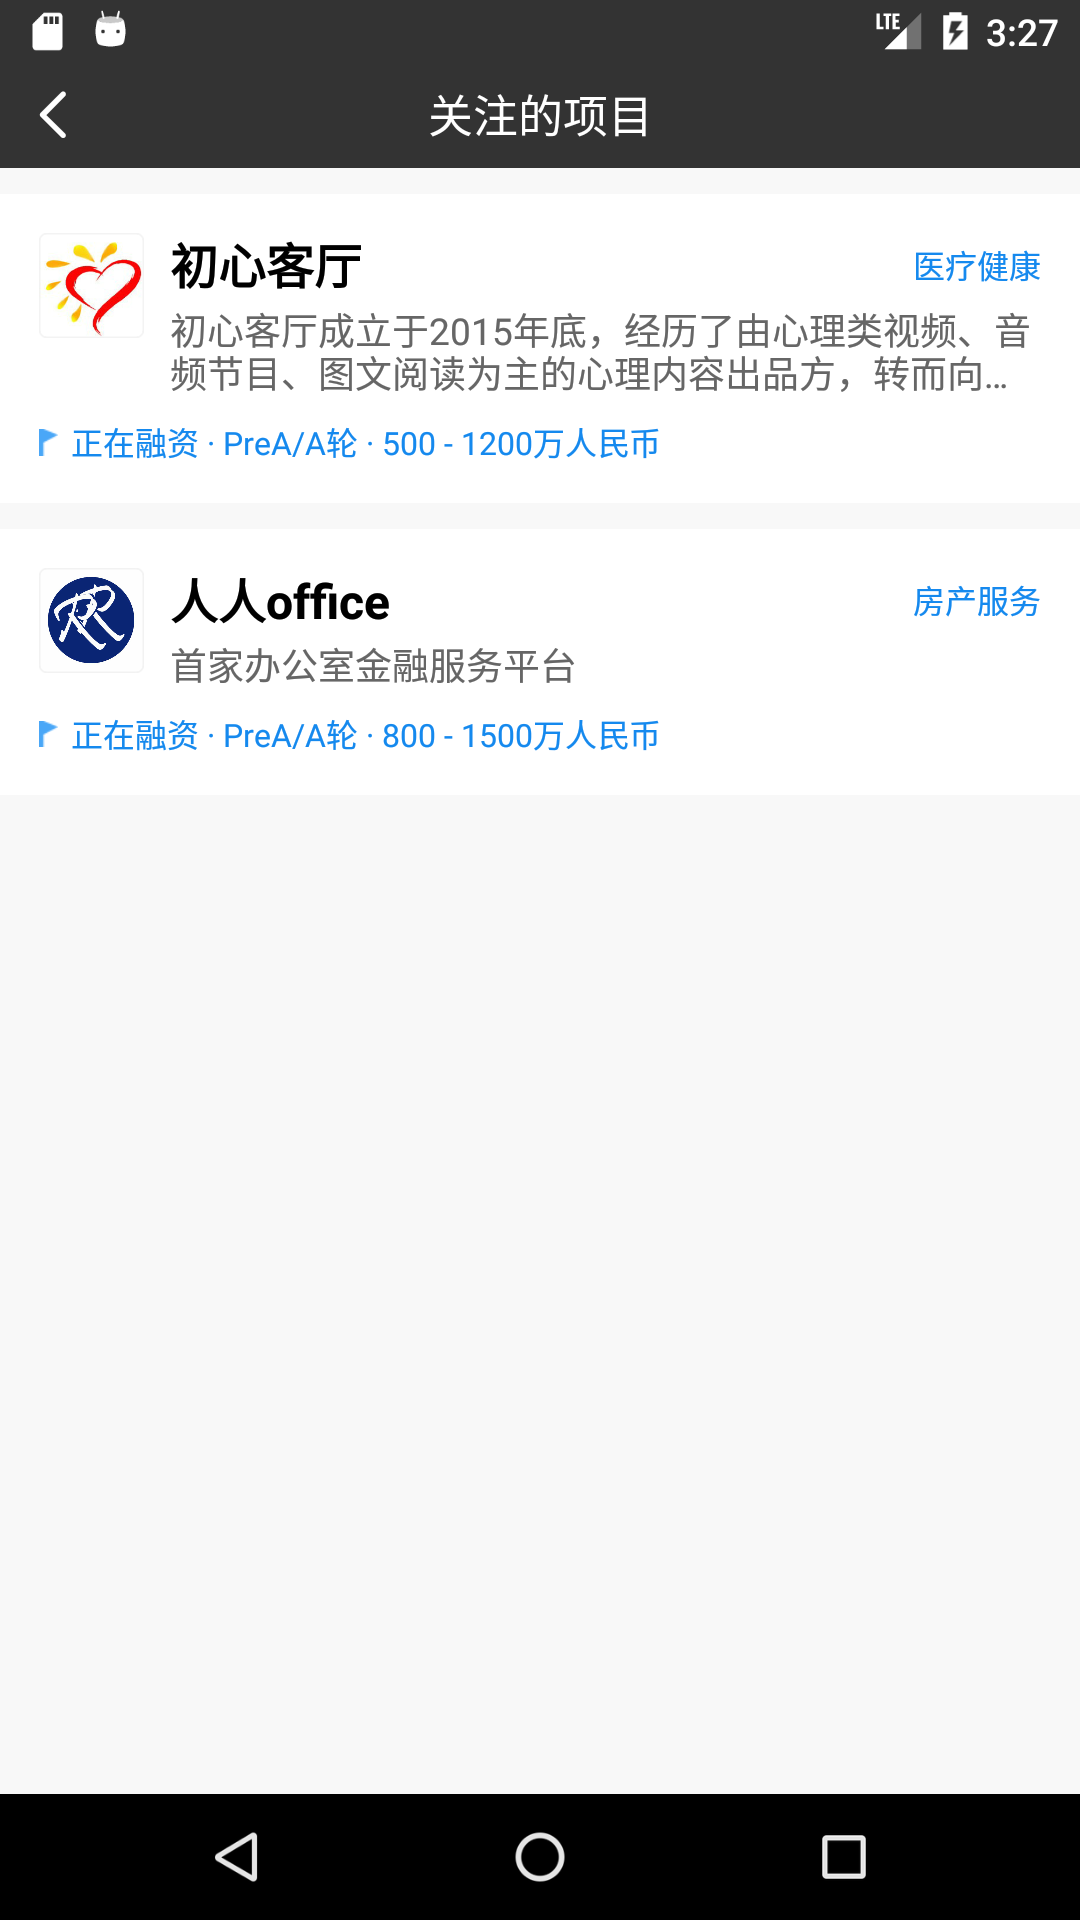 LTE 3:27
关注的项目
初心客厅
医疗健康
初心客厅成立于2015年底，经历了由心理类视频、音
频节目、图文阅读为主的心理内容出品方，转而向...
正在融资 · PreA/A轮 · 500 - 1200万人民币
人人office
房产服务
首家办公室金融服务平台
正在融资 · PreA/A轮 · 800 - 1500万人民币